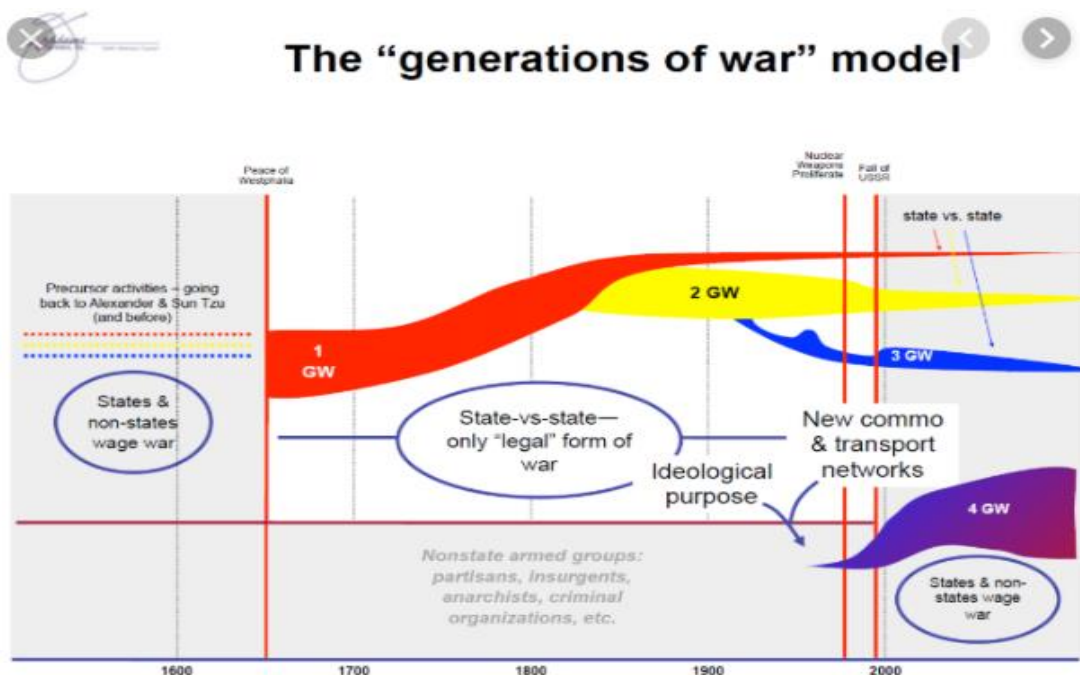 The “generations of war” model
Peace of
Westphalia
Nuclear
Weapons
Proliferate
Fall of
USSR
state vs. state
Precursor activities – going
back to Alexander & Sun Tzu
(and before)
1
GW
2 GW
3 GW
States &
non-states
wage war
State-vs-state—
only “legal” form of
war
New commo
& transport
networks
Ideological
purpose
4 GW
Nonstate armed groups:
partisans, insurgents,
anarchists, criminal
organizations, etc.
States & non-
states wage
war
1600
1700
1800
1900
2000